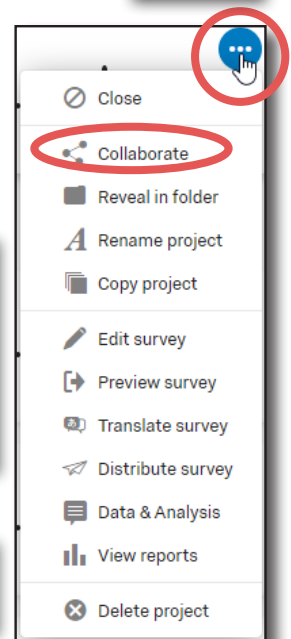 Close
Collaborate
Reveal in folder
Rename project
Copy project
Edit survey
Preview survey
Translate survey
Distribute survey
Data & Analysis
View reports
Delete project